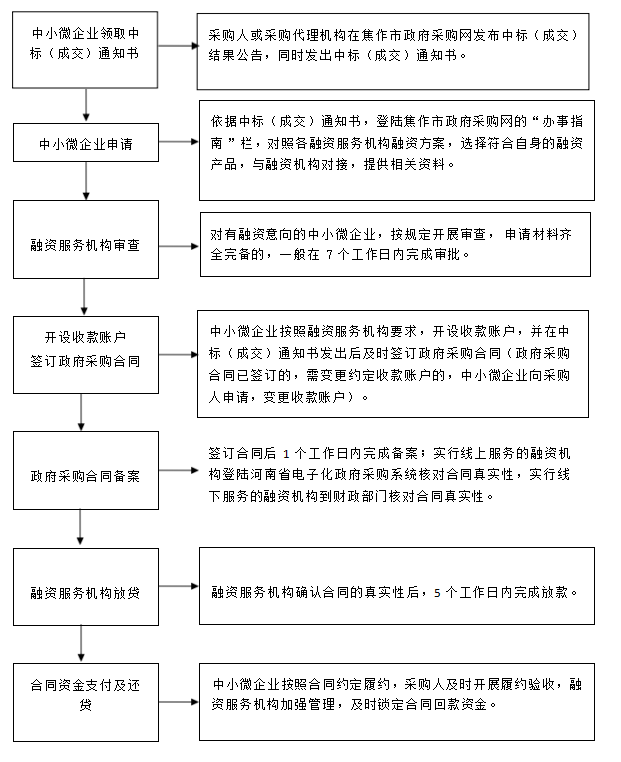 中小微企业领取中
标（成交）通知书
采购人或采购代理机构在焦作市政府采购网发布中标（成交）
结果公告，同时发出中标（成交）通知书。
中小微企业申请
依据中标（成交）通知书，登陆焦作市政府采购网的“办事指
南 ”栏，对照各融资服务机构融资方案，选择符合自身的融资
产品，与融资机构对接，提供相关资料。
融资服务机构审查
对有融资意向的中小微企业，按规定开展审查， 申请材料齐
全完备的，一般在 7 个工作日内完成审批。
开设收款账户
签订政府采购合同
中小微企业按照融资服务机构要求，开设收款账户，并在中
标（成交）通知书发出后及时签订政府采购合同（政府采购
合同已签订的，需变更约定收款账户的，中小微企业向采购
人申请，变更收款账户）。
政府采购合同备案
签订合同后 1 个工作日内完成备案；实行线上服务的融资机
构登陆河南省电子化政府采购系统核对合同真实性，实行线
下服务的融资机构到财政部门核对合同真实性。
融资服务机构放贷
融资服务机构确认合同的真实性后，5 个工作日内完成放款。
合同资金支付及还
贷
中小微企业按照合同约定履约，采购人及时开展履约验收，融
资服务机构加强管理，及时锁定合同回款资金。